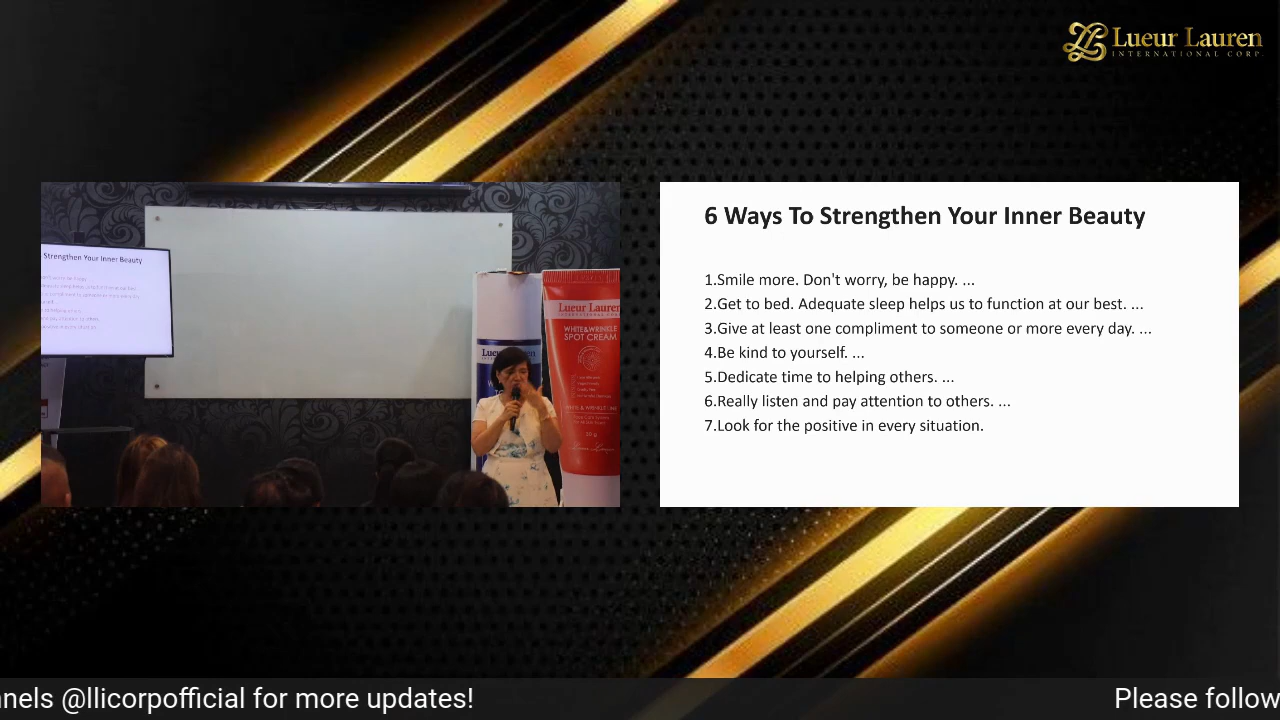 Lueur Lauren
INTERNATIONAL CORP.
Strengthen Your Inner Beauty
Lueur Lauren
WHITE & WRINKLE
SPOT CREAM
6 Ways To Strengthen Your Inner Beauty
1.Smile more. Don't worry, be happy. ...
2.Get to bed. Adequate sleep helps us to function at our best. ...
3.Give at least one compliment to someone or more every day. ...
4.Be kind to yourself. ...
5.Dedicate time to helping others. ...
6.Really listen and pay attention to others. ...
7.Look for the positive in every situation.
nnels @llicorpofficial for more updates!
Please follow